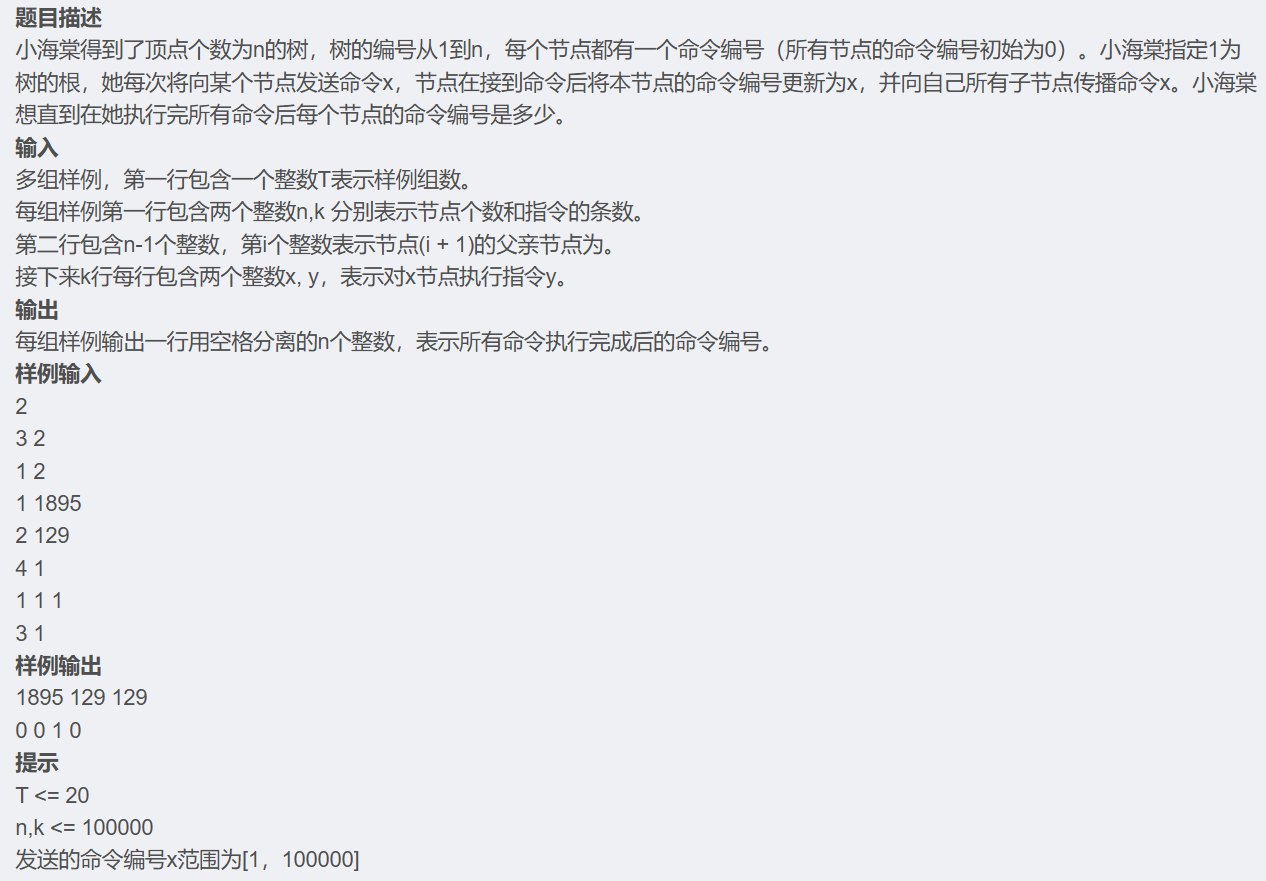 题目描述
小海棠得到了顶点个数为n的树，树的编号从1到n，每个节点都有一个命令编号（所有节点的命令编号初始为0）。小海棠指定1为
树的根，她每次将向某个节点发送命令x，节点在接到命令后将本节点的命令编号更新为x，并向自己所有子节点传播命令x。小海棠
想直到在她执行完所有命令后每个节点的命令编号是多少。
输入
多组样例，第一行包含一个整数T表示样例组数。
每组样例第一行包含两个整数n,k 分别表示节点个数和指令的条数。
第二行包含n-1个整数，第i个整数表示节点(i + 1)的父亲节点为。
接下来k行每行包含两个整数x, y，表示对x节点执行指令y。
输出
每组样例输出一行用空格分离的n个整数，表示所有命令执行完成后的命令编号。
样例输入
2
3 2
1 2
1 1895
2 129
4 1
1 1 1
3 1
样例输出
1895 129 129
0 0 1 0
提示
T <= 20
n,k <= 100000
发送的命令编号x范围为[1，100000]